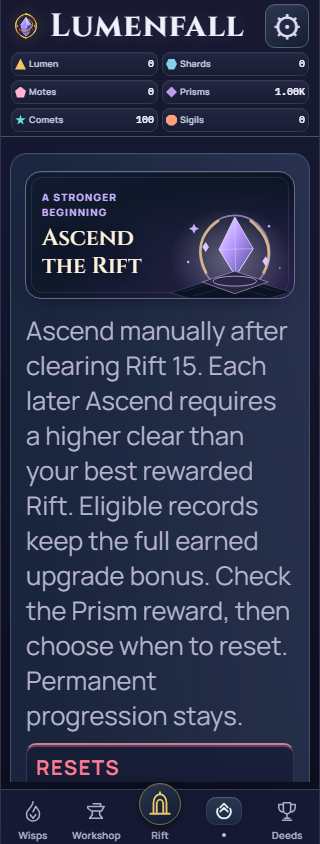 LUMENFALL
Lumen 0
Shards 0
Motes 0
Prisms 1.00K
Comets 100
Sigils 0
A STRONGER
BEGINNING
ASCEND
THE RIFT
Ascend manually after
clearing Rift 15. Each
later Ascend requires
a higher clear than
your best rewarded
Rift. Eligible records
keep the full earned
upgrade bonus. Check
the Prism reward, then
choose when to reset.
Permanent
progression stays.
RESETS
Wisps
Workshop
Rift
Deeds